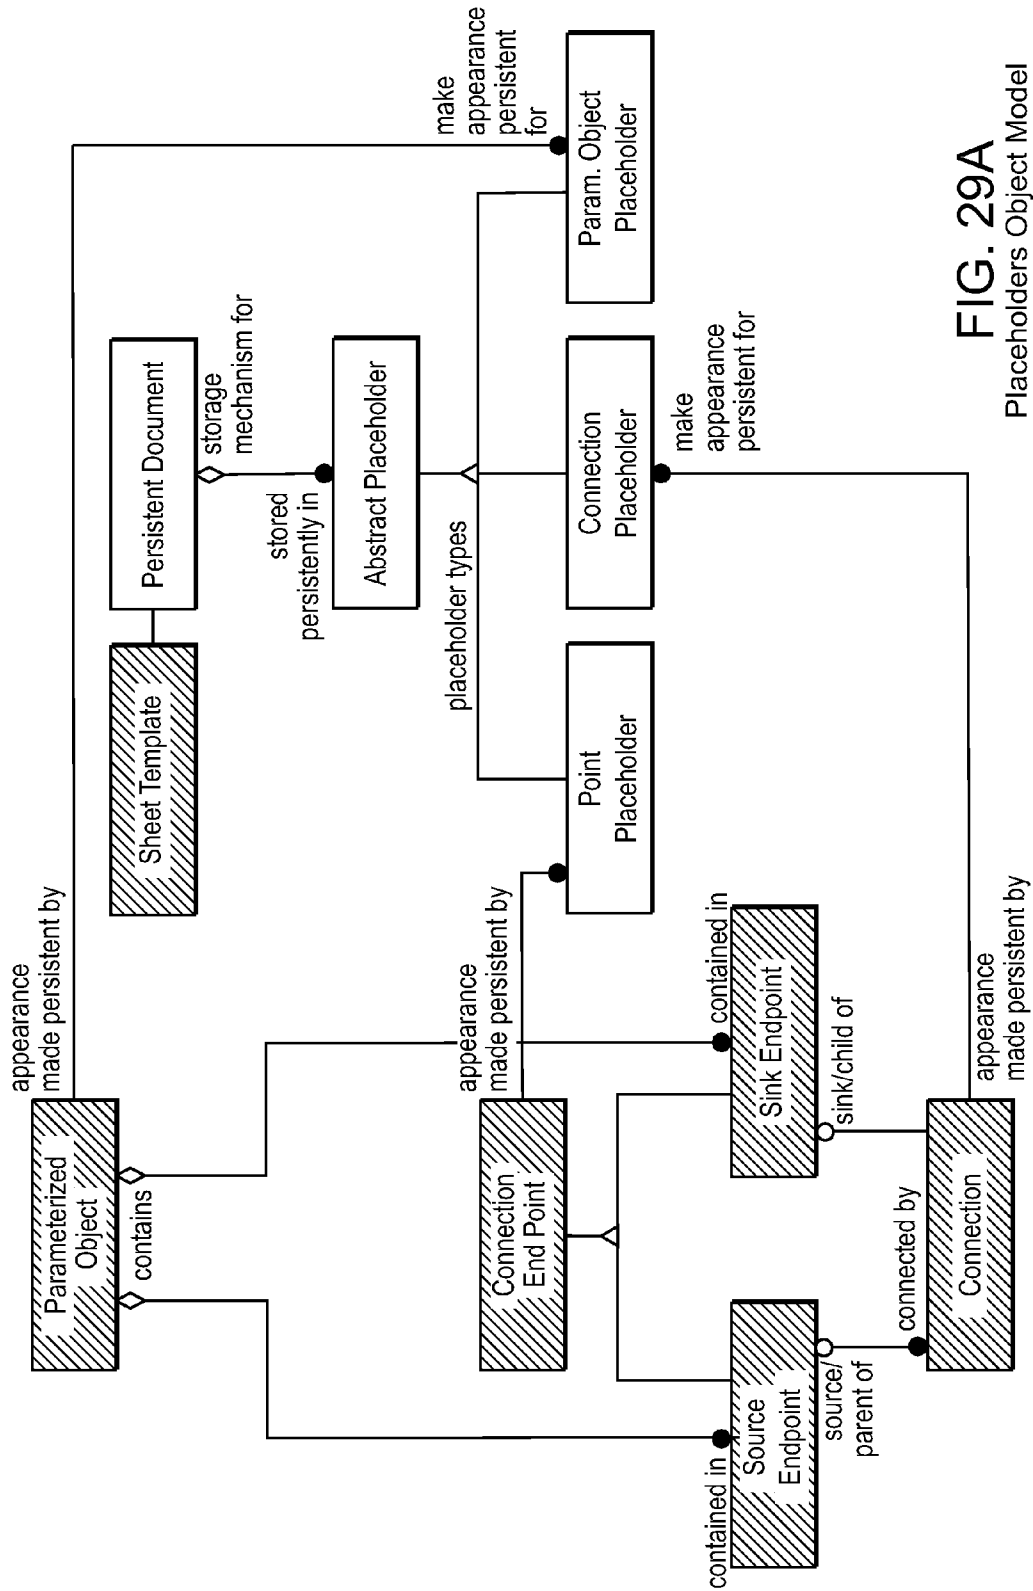 appearance
made persistent by
Parameterized
Object
contains
Sheet Template
Persistent Document
storage
mechanism for
stored
persistently in
Abstract Placeholder
make
appearance
persistent
for
appearance
made persistent by
placeholder types
Connection
End Point
Point
Placeholder
Connection
Placeholder
Param. Object
Placeholder
contained in
Source
Endpoint
contained in
Sink Endpoint
source/
parent of
sink/child of
make
appearance
persistent for
connected by
Connection
appearance
made persistent by
FIG. 29A
Placeholders Object Model